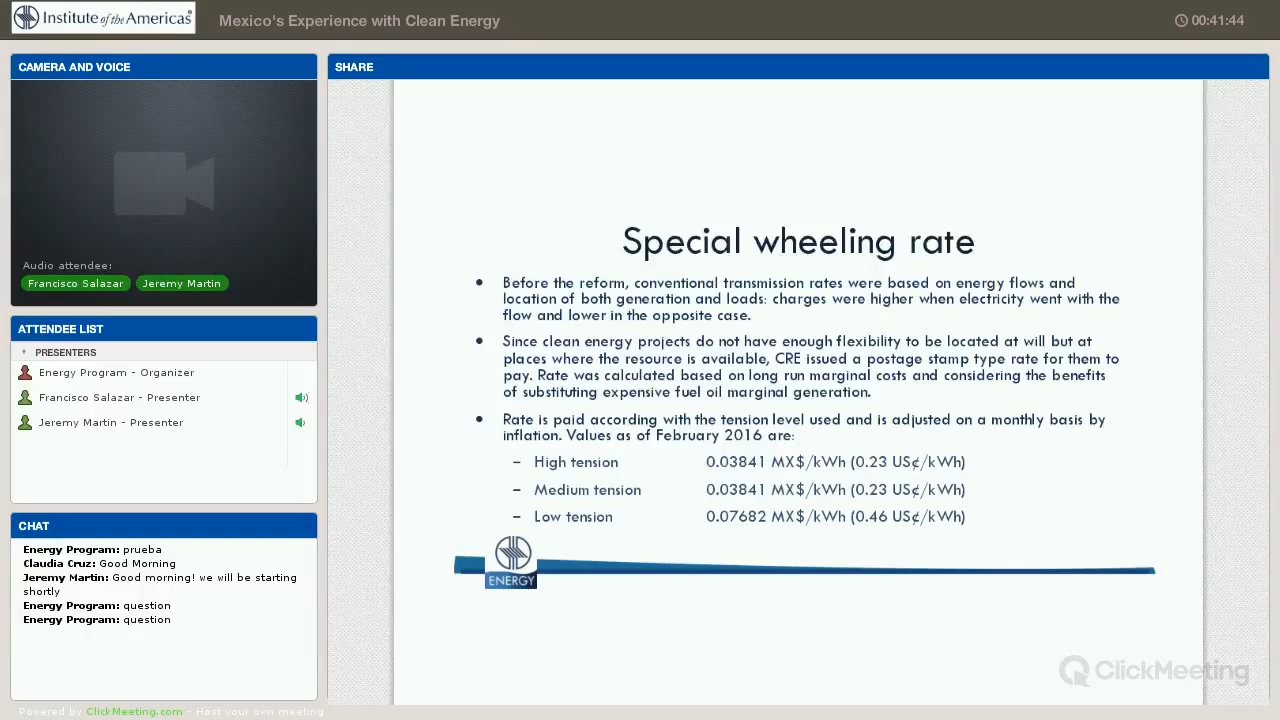 Institute of the Americas
Mexico's Experience with Clean Energy
00:41:44
CAMERA AND VOICE
Audio attendee:
Francisco Salazar
Jeremy Martin
ATTENDEE LIST
PRESENTERS
Energy Program - Organizer
Francisco Salazar - Presenter
Jeremy Martin - Presenter
CHAT
Energy Program: prueba
Claudia Cruz: Good Morning
Jeremy Martin: Good morning! we will be starting
shortly
Energy Program: question
Energy Program: question
SHARE
Special wheeling rate
• Before the reform, conventional transmission rates were based on energy flows and
location of both generation and loads: charges were higher when electricity went with the
flow and lower in the opposite case.
• Since clean energy projects do not have enough flexibility to be located at will but at
places where the resource is available, CRE issued a postage stamp type rate for them to
pay. Rate was calculated based on long run marginal costs and considering the benefits
of substituting expensive fuel oil marginal generation.
• Rate is paid according with the tension level used and is adjusted on a monthly basis by
inflation. Values as of February 2016 are:
– High tension 0.03841 MX$/kWh (0.23 US¢/kWh)
– Medium tension 0.03841 MX$/kWh (0.23 US¢/kWh)
– Low tension 0.07682 MX$/kWh (0.46 US¢/kWh)
ENERGY
ClickMeeting
Powered by ClickMeeting.com - Host your own meeting